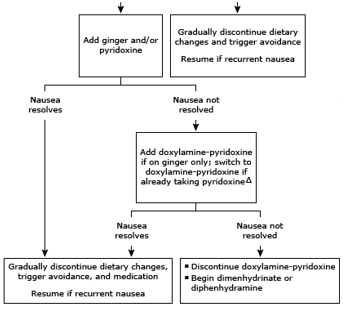 Add ginger and/or
pyridoxine
Gradually discontinue dietary
changes and trigger avoidance
Resume if recurrent nausea
Nausea
resolves
Nausea not
resolved
Add doxylamine-pyridoxine
if on ginger only; switch to
doxylamine-pyridoxine if
already taking pyridoxineΔ
Nausea
resolves
Nausea not
resolved
Gradually discontinue dietary changes,
trigger avoidance, and medication
Resume if recurrent nausea
▪ Discontinue doxylamine-pyridoxine
▪ Begin dimenhydrinate or
diphenhydramine